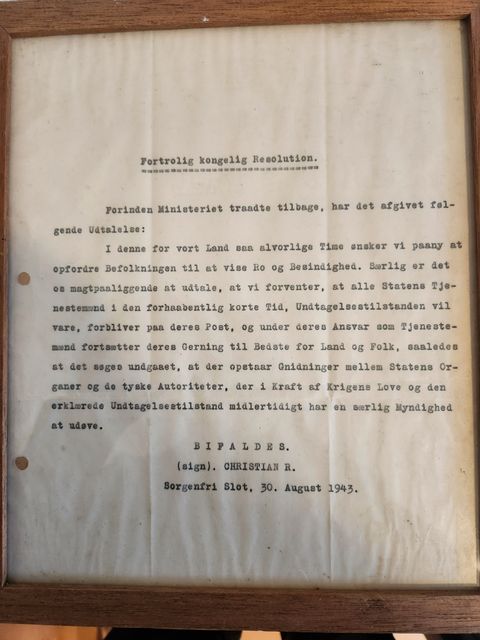 Fortrolig kongelig Resolution.
Forinden Ministeriet traadte tilbage, har det afgivet føl-
gende Udtalelse:
I denne for vort Land saa alvorlige Time ønsker vi paany at
opfordre Befolkningen til at vise Ro og Besindighed. Særlig er det
os magtpaaliggende at udtale, at vi forventer, at alle Statens Tje-
nestemænd i den forhaabentlig korte Tid, Undtagelsestilstanden vil
vare, forbliver paa deres Post, og under deres Ansvar som Tjeneste-
mænd fortsætter deres Gerning til Bedste for Land og Folk, saaledes
at det søges undgaaet, at der opstaar Gnidninger mellem Statens Or-
ganer og de tyske Autoriteter, der i Kraft af Krigens Love og den
erklærede Undtagelsestilstand midlertidigt har en særlig Myndighed
at udøve.
BIFALDES.
(sign). CHRISTIAN R.
Sorgenfri Slot, 30. August 1943.